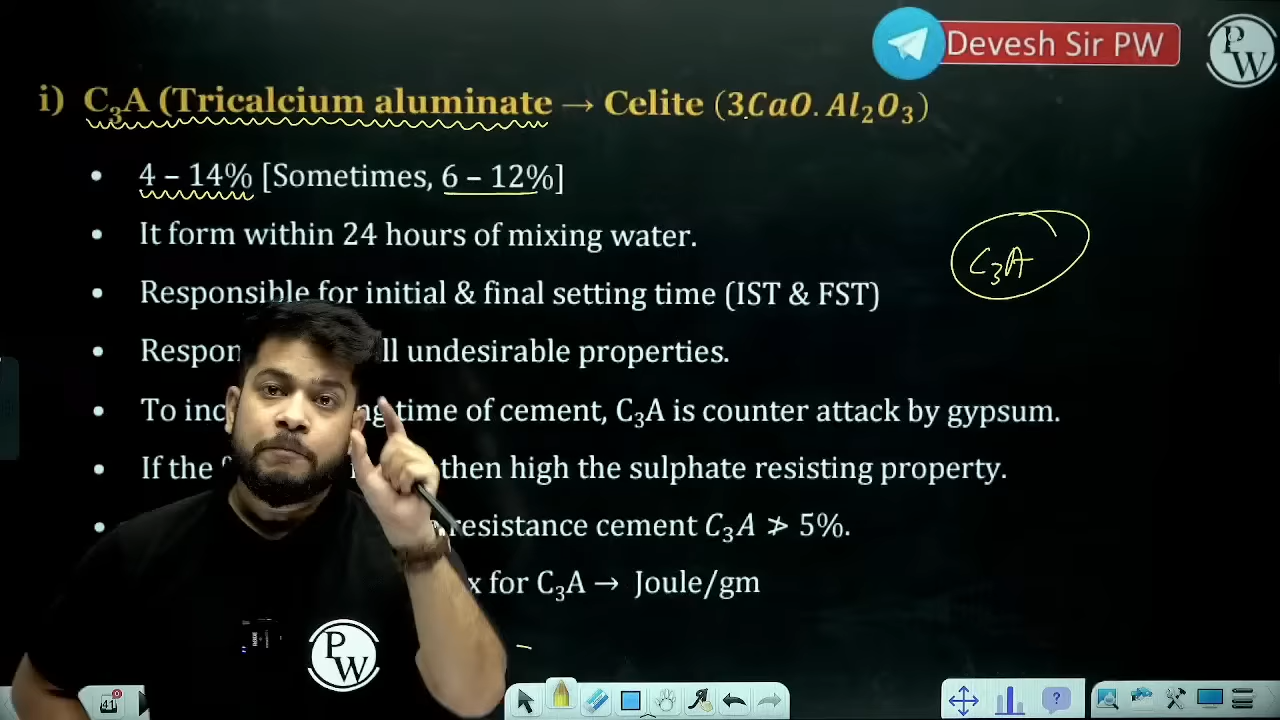 Devesh Sir PW
PW
i) C₃A (Tricalcium aluminate → Celite (3CaO.Al₂O₃)
• 4 – 14% [Sometimes, 6 – 12%]
• It form within 24 hours of mixing water.
C₃A
• Responsible for initial & final setting time (IST & FST)
• Respon ll undesirable properties.
• To inc time of cement, C₃A is counter attack by gypsum.
• If the then high the sulphate resisting property.
• resistance cement C₃A ≯ 5%.
x for C₃A → Joule/gm
PW
41